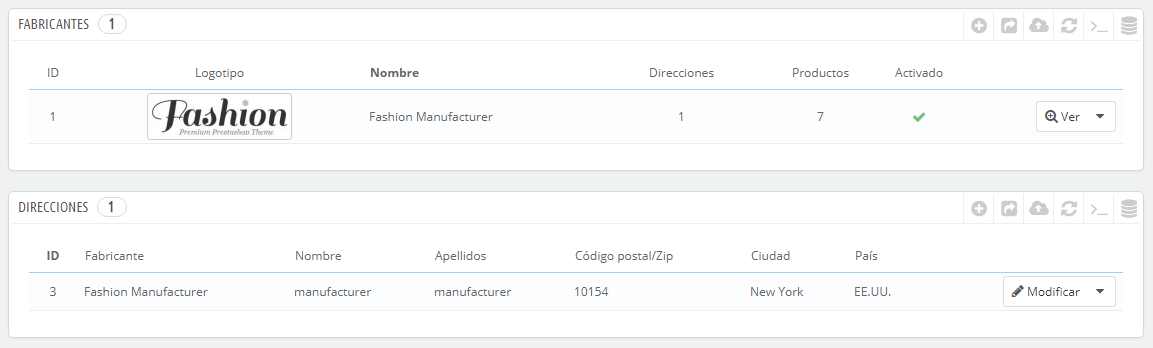 FABRICANTES 1
ID Logotipo Nombre Direcciones Productos Activado
1 Fashion Premium Prestashop Theme Fashion Manufacturer 1 7 Ver
DIRECCIONES 1
ID Fabricante Nombre Apellidos Código postal/Zip Ciudad País
3 Fashion Manufacturer manufacturer manufacturer 10154 New York EE.UU. Modificar